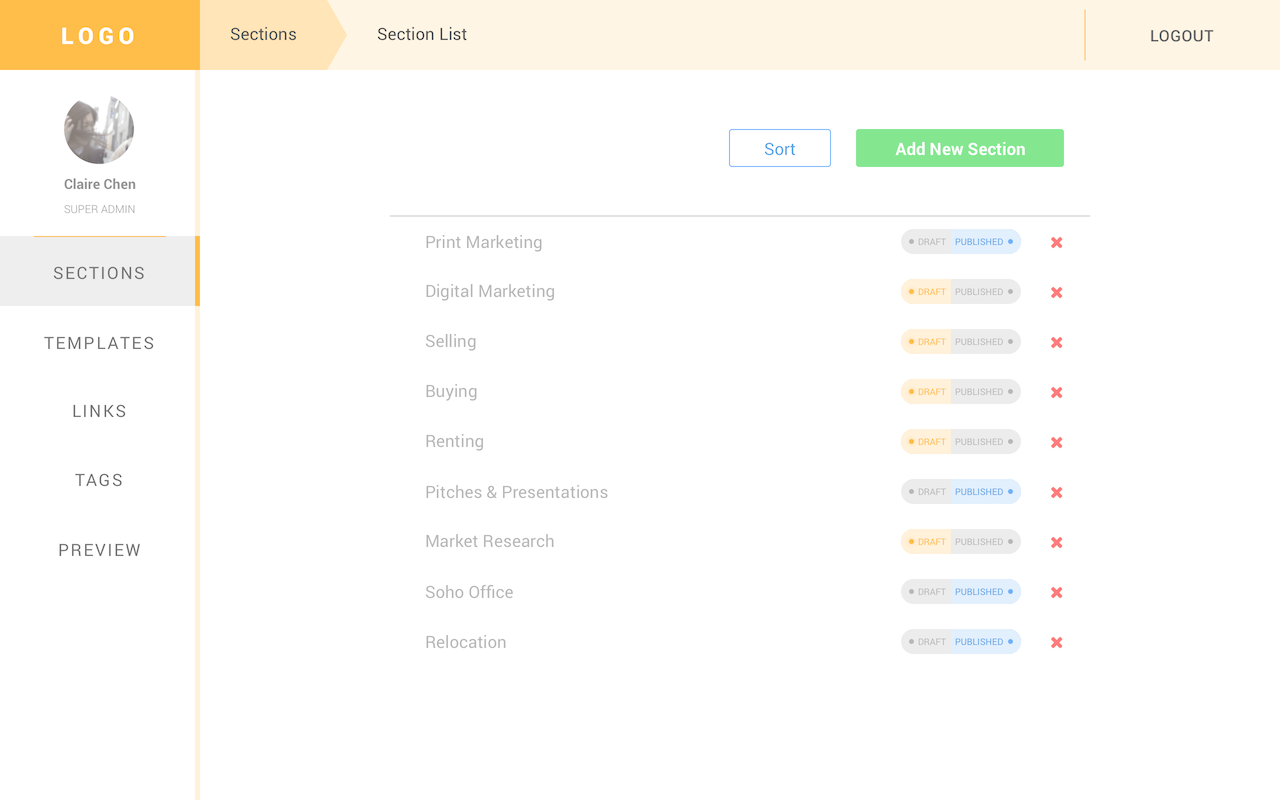 LOGO
Sections
Section List
LOGOUT
Claire Chen
SUPER ADMIN
SECTIONS
TEMPLATES
LINKS
TAGS
PREVIEW
Sort
Add New Section
Print Marketing
DRAFT PUBLISHED
Digital Marketing
DRAFT PUBLISHED
Selling
DRAFT PUBLISHED
Buying
DRAFT PUBLISHED
Renting
DRAFT PUBLISHED
Pitches & Presentations
DRAFT PUBLISHED
Market Research
DRAFT PUBLISHED
Soho Office
DRAFT PUBLISHED
Relocation
DRAFT PUBLISHED